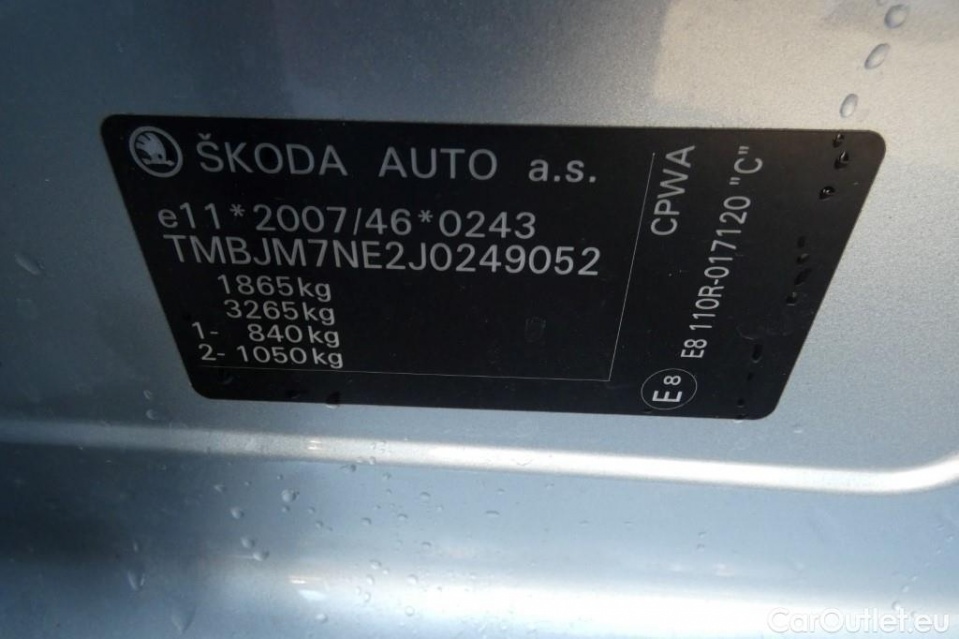 ŠKODA AUTO a.s.
e11*2007/46*0243
TMBJM7NE2J0249052
1865kg
3265kg
1- 840kg
2- 1050kg
CPWA
E8 110R-017120 "C"
E 8
CarOutlet.eu